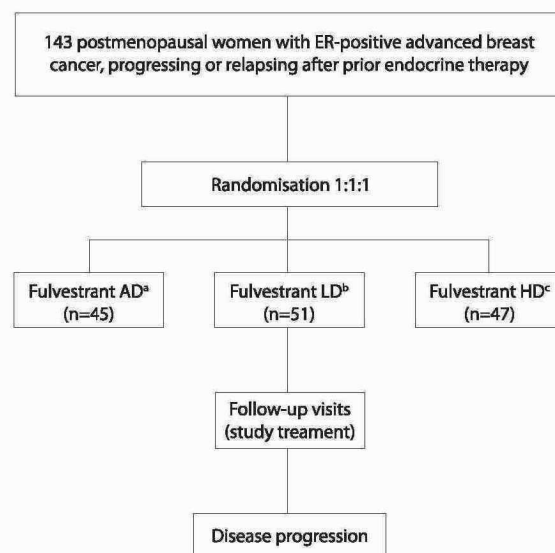 143 postmenopausal women with ER-positive advanced breast
cancer, progressing or relapsing after prior endocrine therapy
Randomisation 1:1:1
Fulvestrant ADᵃ
(n=45)
Fulvestrant LDᵇ
(n=51)
Fulvestrant HDᶜ
(n=47)
Follow-up visits
(study treament)
Disease progression